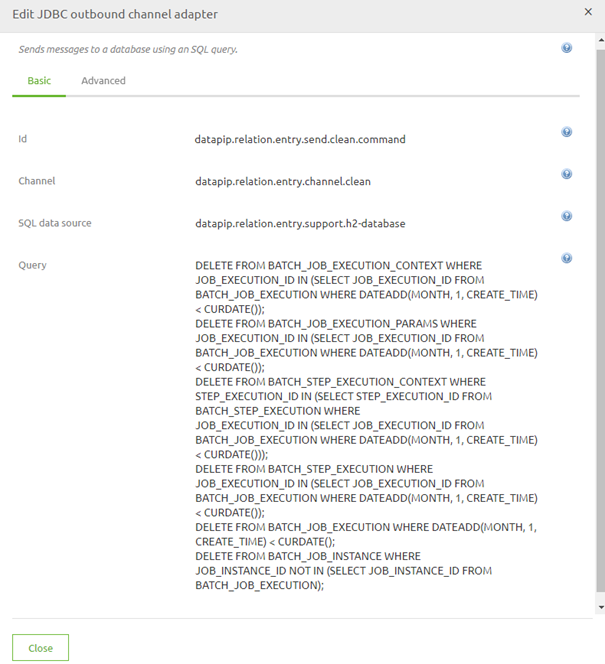 Edit JDBC outbound channel adapter
Sends messages to a database using an SQL query.
Basic Advanced
Id datapip.relation.entry.send.clean.command
Channel datapip.relation.entry.channel.clean
SQL data source datapip.relation.entry.support.h2-database
Query DELETE FROM BATCH_JOB_EXECUTION_CONTEXT WHERE
JOB_EXECUTION_ID IN (SELECT JOB_EXECUTION_ID FROM
BATCH_JOB_EXECUTION WHERE DATEADD(MONTH, 1, CREATE_TIME)
< CURDATE());
DELETE FROM BATCH_JOB_EXECUTION_PARAMS WHERE
JOB_EXECUTION_ID IN (SELECT JOB_EXECUTION_ID FROM
BATCH_JOB_EXECUTION WHERE DATEADD(MONTH, 1, CREATE_TIME)
< CURDATE());
DELETE FROM BATCH_STEP_EXECUTION_CONTEXT WHERE
STEP_EXECUTION_ID IN (SELECT STEP_EXECUTION_ID FROM
BATCH_STEP_EXECUTION WHERE
JOB_EXECUTION_ID IN (SELECT JOB_EXECUTION_ID FROM
BATCH_JOB_EXECUTION WHERE DATEADD(MONTH, 1, CREATE_TIME)
< CURDATE()));
DELETE FROM BATCH_STEP_EXECUTION WHERE
JOB_EXECUTION_ID IN (SELECT JOB_EXECUTION_ID FROM
BATCH_JOB_EXECUTION WHERE DATEADD(MONTH, 1, CREATE_TIME)
< CURDATE());
DELETE FROM BATCH_JOB_EXECUTION WHERE DATEADD(MONTH, 1,
CREATE_TIME) < CURDATE();
DELETE FROM BATCH_JOB_INSTANCE WHERE
JOB_INSTANCE_ID NOT IN (SELECT JOB_INSTANCE_ID FROM
BATCH_JOB_EXECUTION);
Close